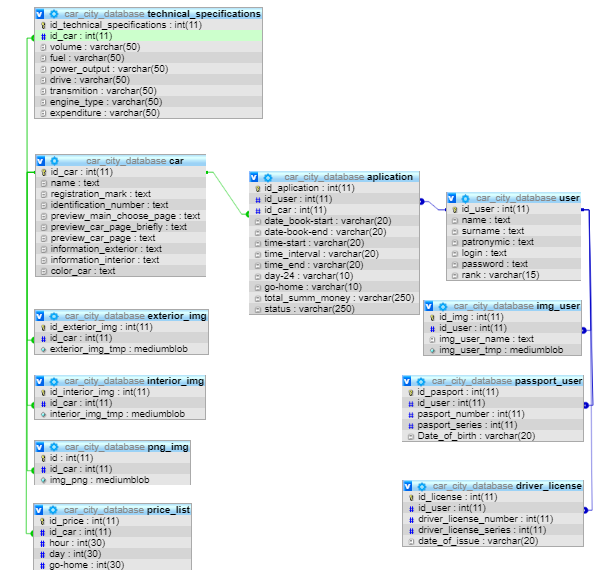 car_city_database technical_specifications
id_technical_specifications : int(11)
id_car : int(11)
volume : varchar(50)
fuel : varchar(50)
power_output : varchar(50)
drive : varchar(50)
transmition : varchar(50)
engine_type : varchar(50)
expenditure : varchar(50)
car_city_database car
id_car : int(11)
name : text
registration_mark : text
identification_number : text
preview_main_choose_page : text
preview_car_page_briefly : text
preview_car_page : text
information_exterior : text
information_interior : text
color_car : text
car_city_database aplication
id_aplication : int(11)
id_user : int(11)
id_car : int(11)
date_book-start : varchar(20)
date-book-end : varchar(20)
time-start : varchar(20)
time_interval : varchar(20)
time_end : varchar(20)
day-24 : varchar(10)
go-home : varchar(10)
total_summ_money : varchar(250)
status : varchar(250)
car_city_database user
id_user : int(11)
name : text
surname : text
patronymic : text
login : text
password : text
rank : varchar(15)
car_city_database exterior_img
id_exterior_img : int(11)
id_car : int(11)
exterior_img_tmp : mediumblob
car_city_database img_user
id_img : int(11)
id_user : int(11)
img_user_name : text
img_user_tmp : mediumblob
car_city_database interior_img
id_interior_img : int(11)
id_car : int(11)
interior_img_tmp : mediumblob
car_city_database passport_user
id_pasport : int(11)
id_user : int(11)
pasport_number : int(11)
pasport_series : int(11)
Date_of_birth : varchar(20)
car_city_database png_img
id : int(11)
id_car : int(11)
img_png : mediumblob
car_city_database driver_license
id_license : int(11)
id_user : int(11)
driver_license_number : int(11)
driver_license_series : int(11)
date_of_issue : varchar(20)
car_city_database price_list
id_price : int(11)
id_car : int(11)
hour : int(30)
day : int(30)
go-home : int(30)